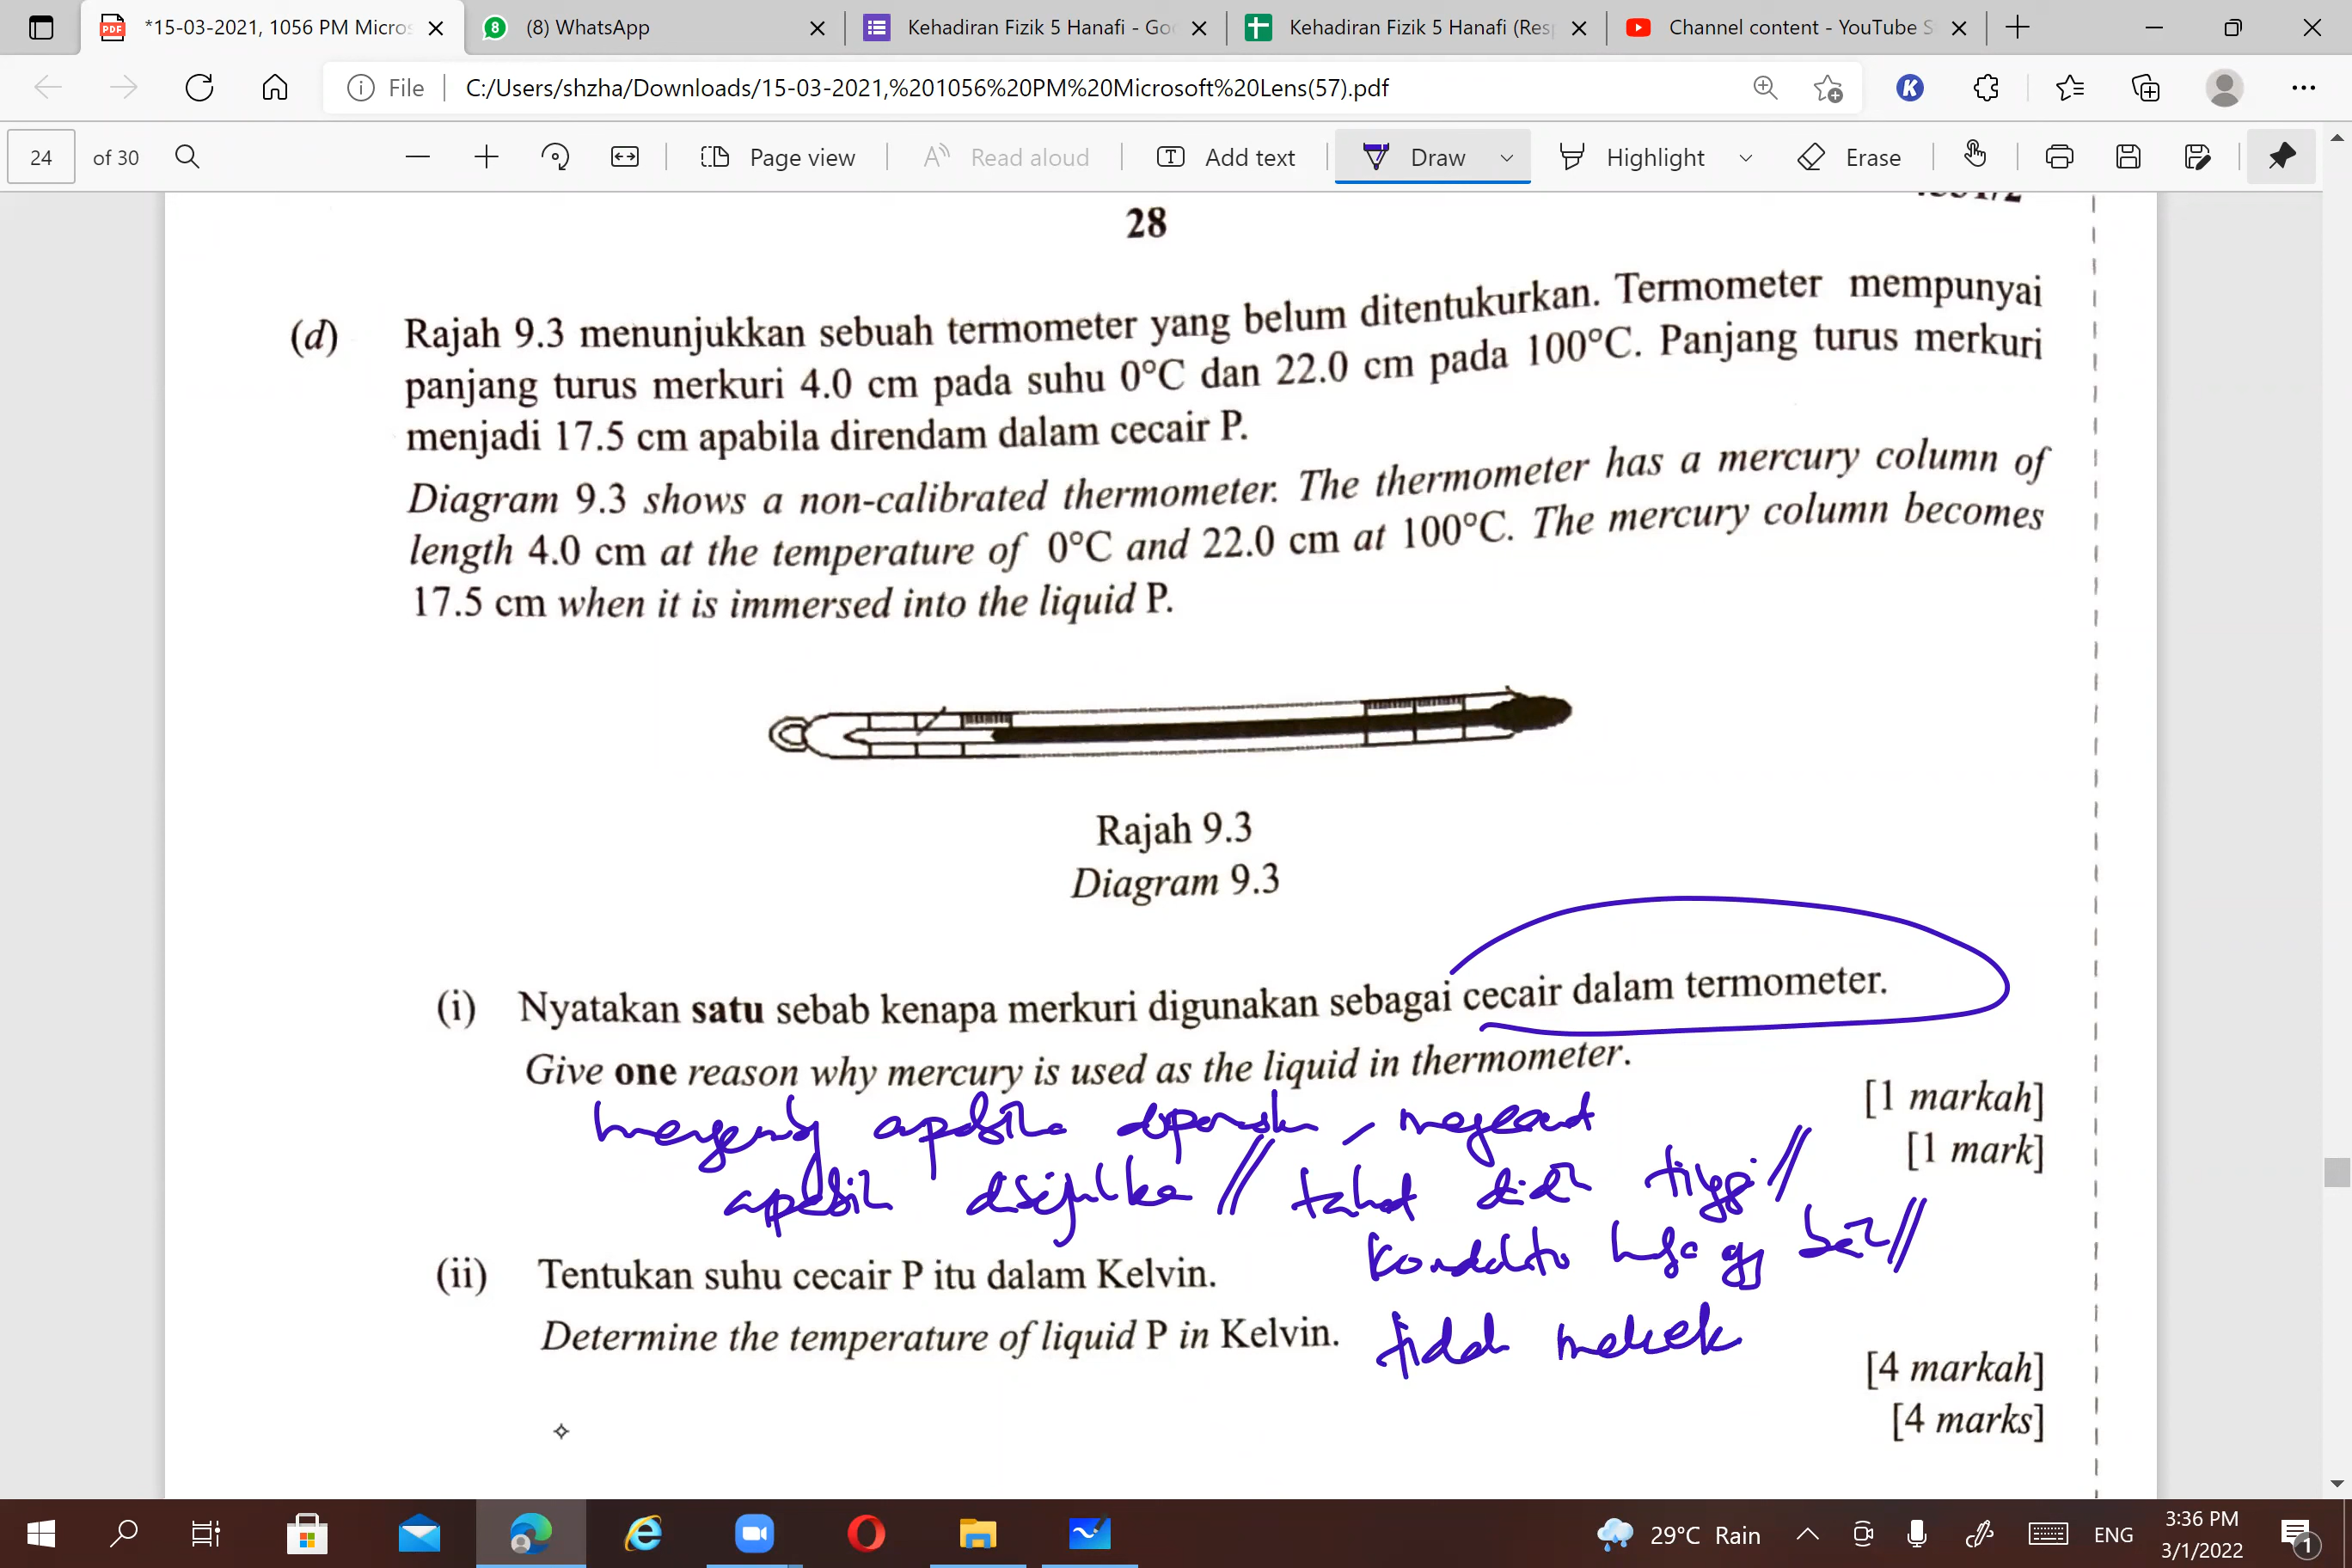 *15-03-2021, 1056 PM Micros
(8) WhatsApp
Kehadiran Fizik 5 Hanafi - Goo
Kehadiran Fizik 5 Hanafi (Resp
Channel content - YouTube S
File
C:/Users/shzha/Downloads/15-03-2021,%201056%20PM%20Microsoft%20Lens(57).pdf
24 of 30
Page view
Read aloud
Add text
Draw
Highlight
Erase
28
(d) Rajah 9.3 menunjukkan sebuah termometer yang belum ditentukurkan. Termometer mempunyai
panjang turus merkuri 4.0 cm pada suhu 0°C dan 22.0 cm pada 100°C. Panjang turus merkuri
menjadi 17.5 cm apabila direndam dalam cecair P.
Diagram 9.3 shows a non-calibrated thermometer. The thermometer has a mercury column of
length 4.0 cm at the temperature of 0°C and 22.0 cm at 100°C. The mercury column becomes
17.5 cm when it is immersed into the liquid P.
Rajah 9.3
Diagram 9.3
(i) Nyatakan satu sebab kenapa merkuri digunakan sebagai cecair dalam termometer.
Give one reason why mercury is used as the liquid in thermometer.
[1 markah]
[1 mark]
apabila
tidak
(ii) Tentukan suhu cecair P itu dalam Kelvin.
Determine the temperature of liquid P in Kelvin.
[4 markah]
[4 marks]
29°C Rain
ENG
3:36 PM
3/1/2022
1